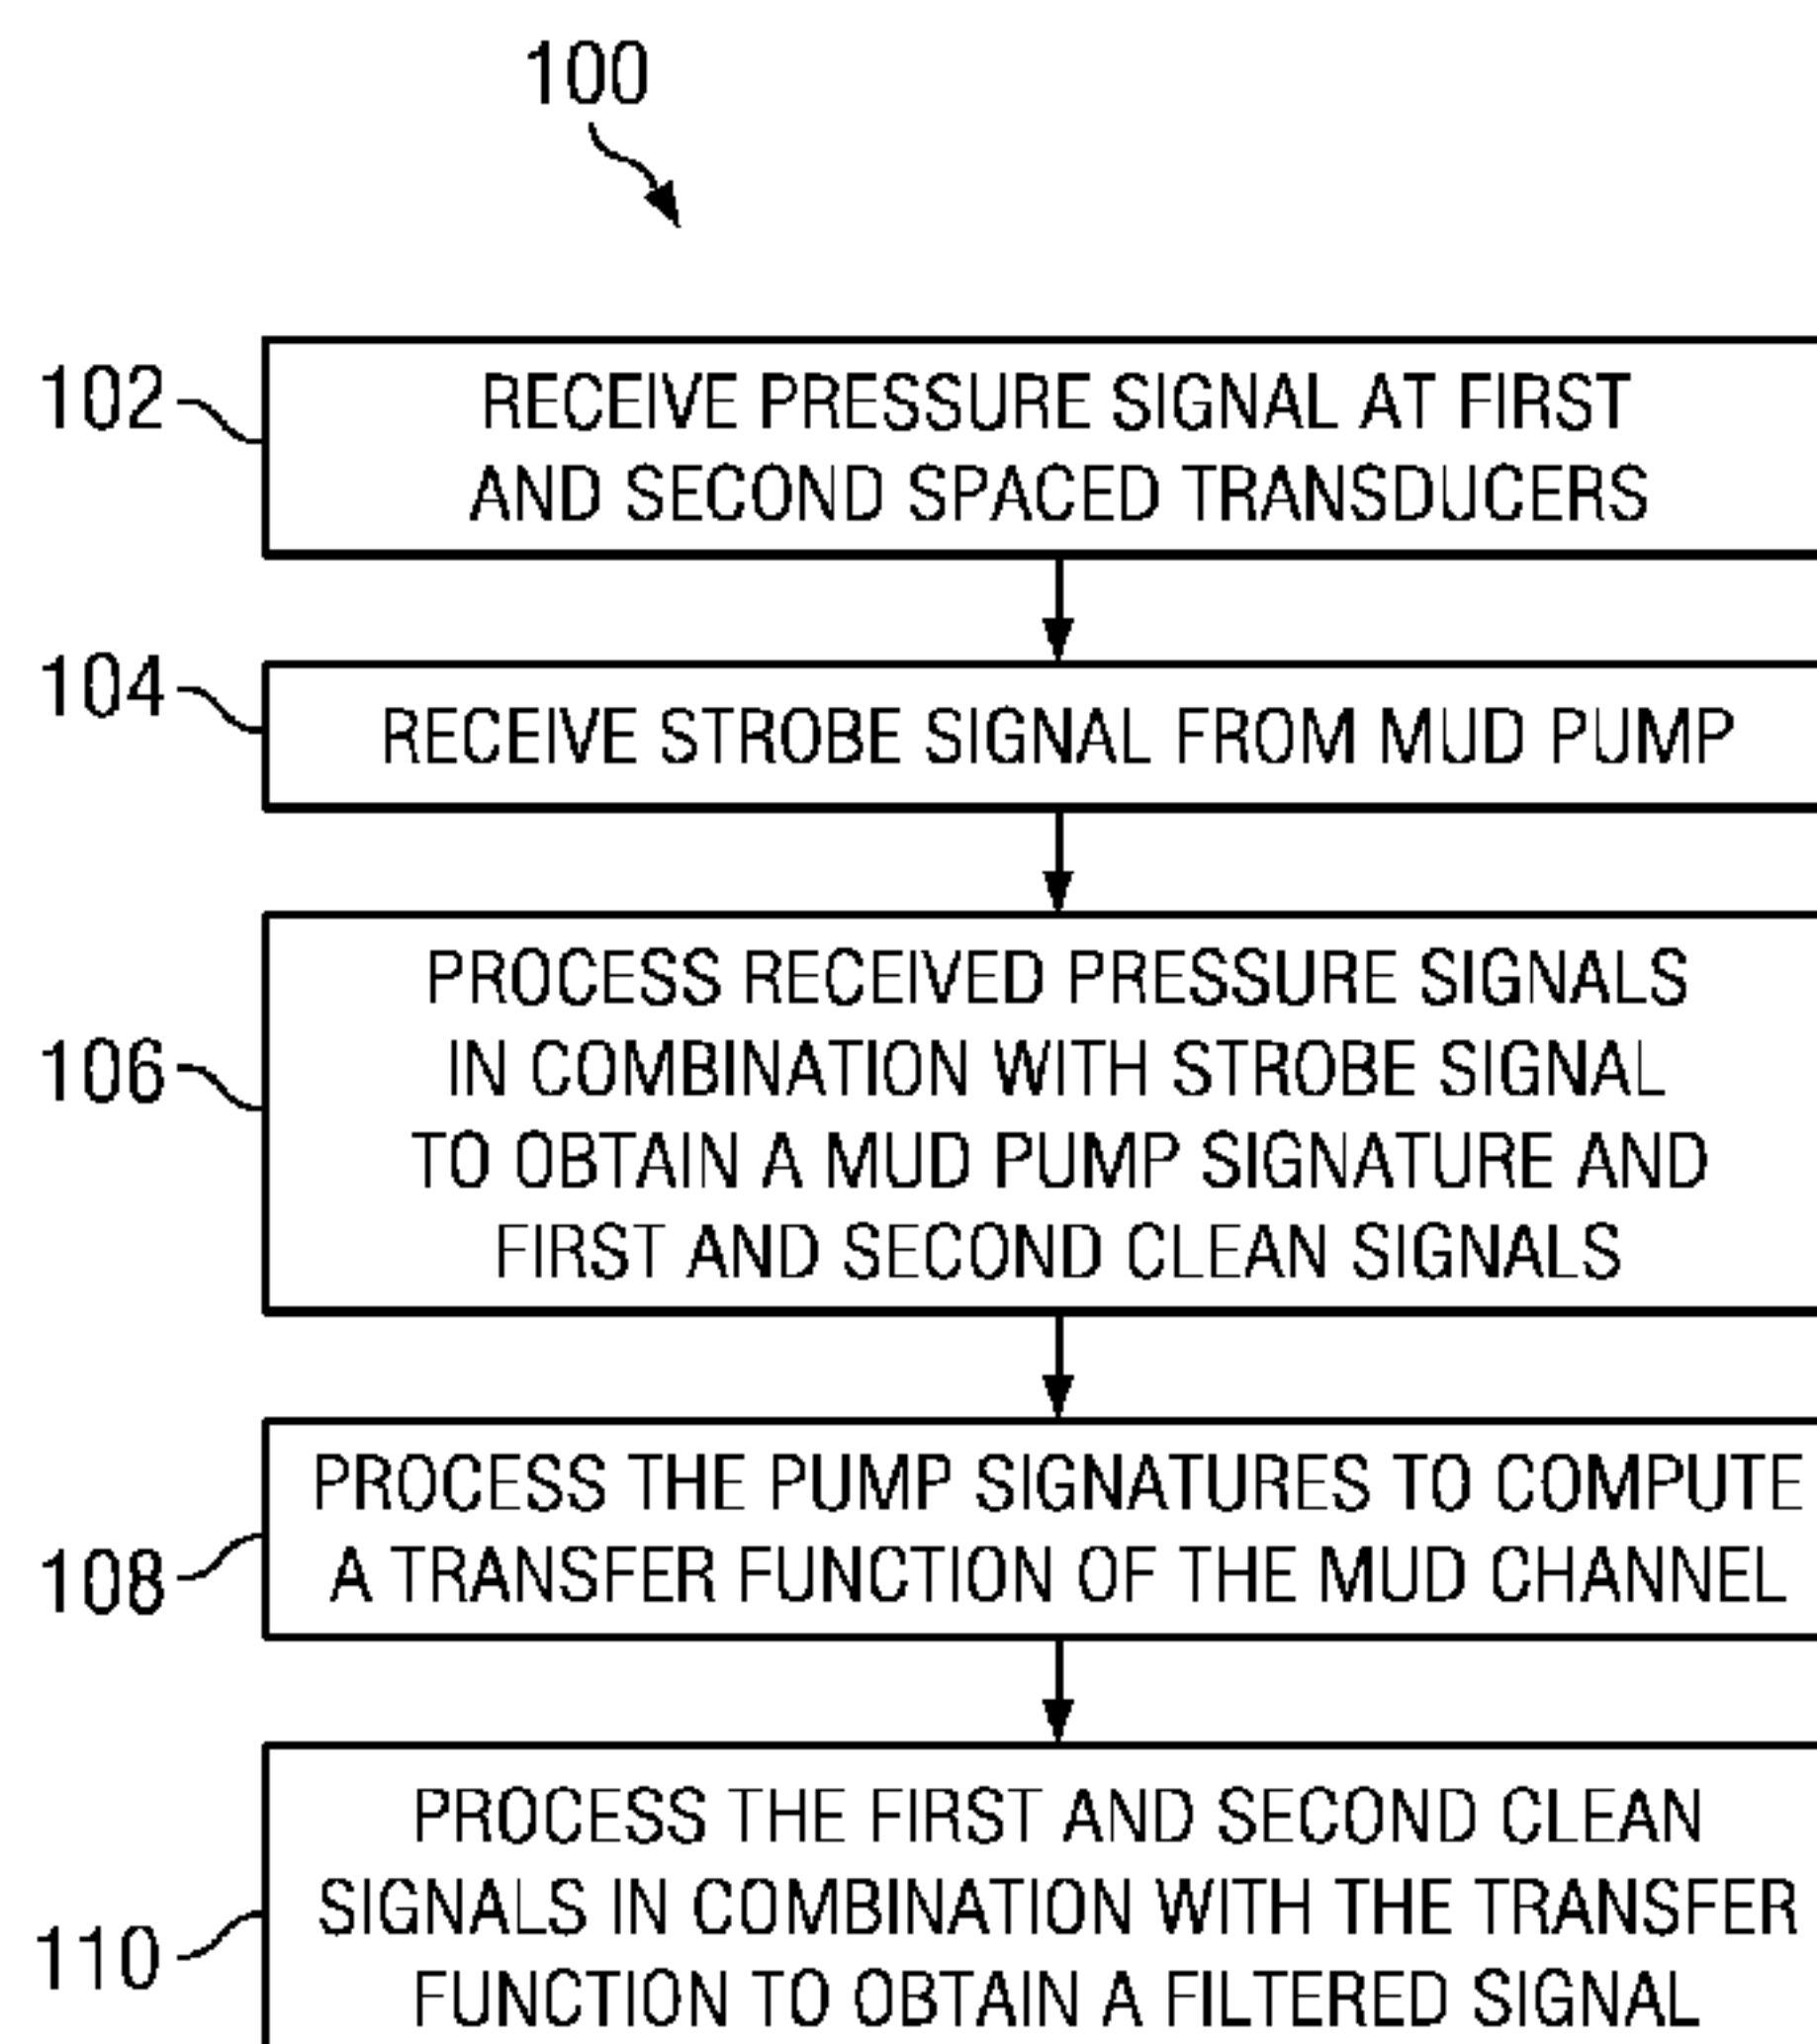 100
102
RECEIVE PRESSURE SIGNAL AT FIRST
AND SECOND SPACED TRANSDUCERS
104
RECEIVE STROBE SIGNAL FROM MUD PUMP
106
PROCESS RECEIVED PRESSURE SIGNALS
IN COMBINATION WITH STROBE SIGNAL
TO OBTAIN A MUD PUMP SIGNATURE AND
FIRST AND SECOND CLEAN SIGNALS
108
PROCESS THE PUMP SIGNATURES TO COMPUTE
A TRANSFER FUNCTION OF THE MUD CHANNEL
110
PROCESS THE FIRST AND SECOND CLEAN
SIGNALS IN COMBINATION WITH THE TRANSFER
FUNCTION TO OBTAIN A FILTERED SIGNAL